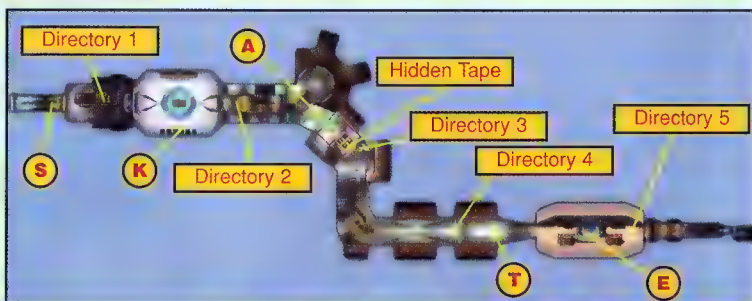 Directory 1
A
Hidden Tape
Directory 3
Directory 5
Directory 4
S
K
Directory 2
T
E